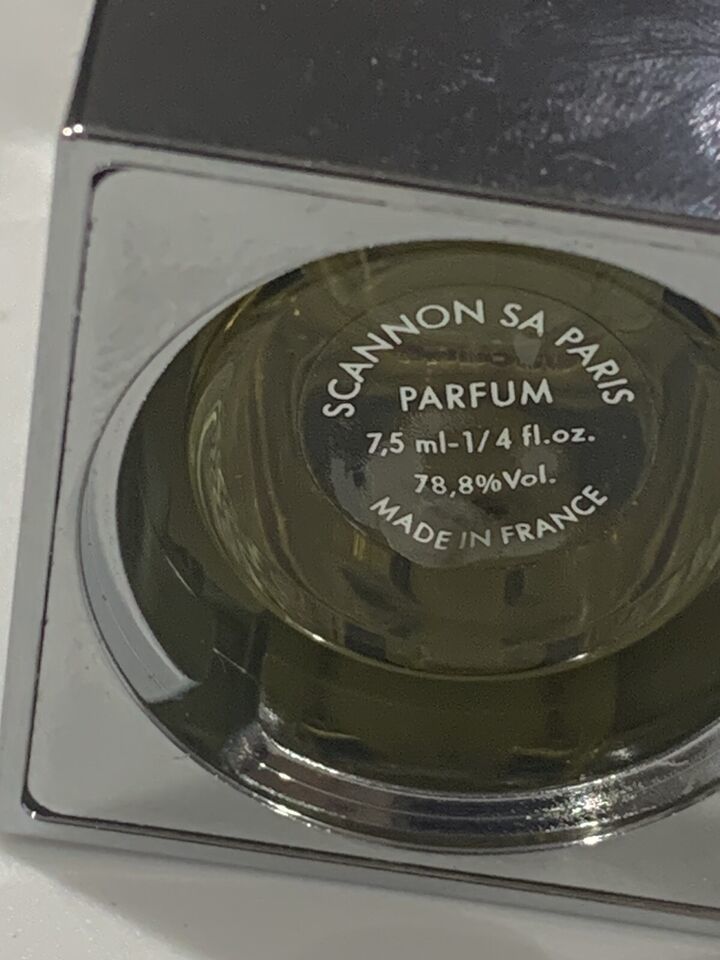 SCANNON SA PARIS
PARFUM
7,5 ml-1/4 fl.oz.
78,8%Vol.
MADE IN FRANCE